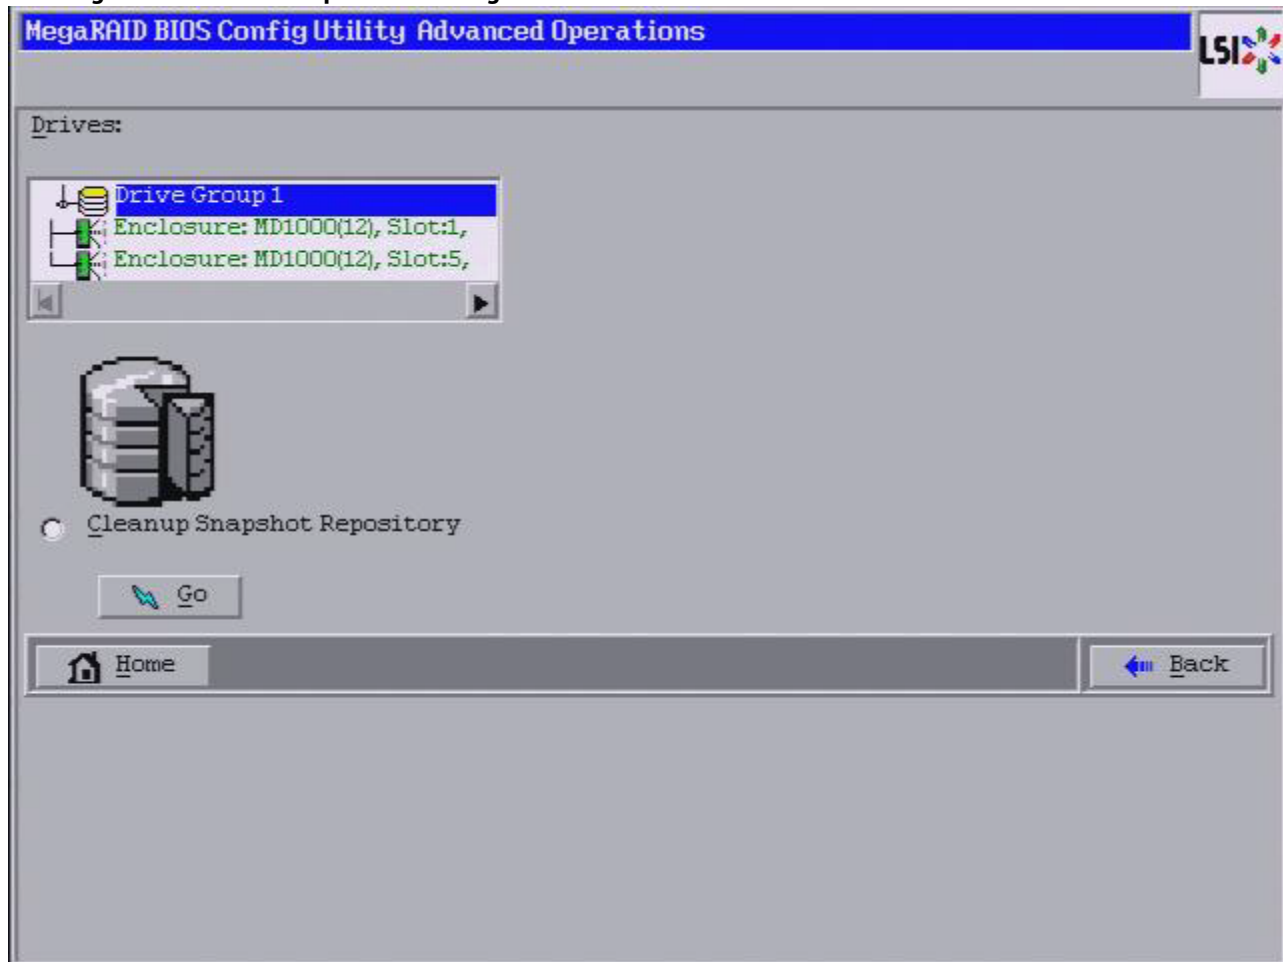 MegaRAID BIOS Config Utility Advanced Operations
LSI
Drives:
Drive Group 1
Enclosure: MD1000(12), Slot:1,
Enclosure: MD1000(12), Slot:5,
Cleanup Snapshot Repository
Go
Home
Back